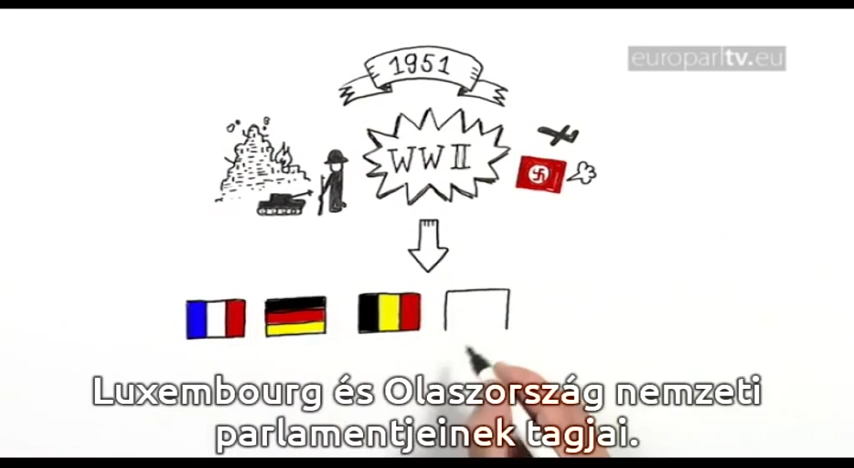 europarltv.eu
1951
WW II
Luxembourg és Olaszország nemzeti
parlamentjeinek tagjai.